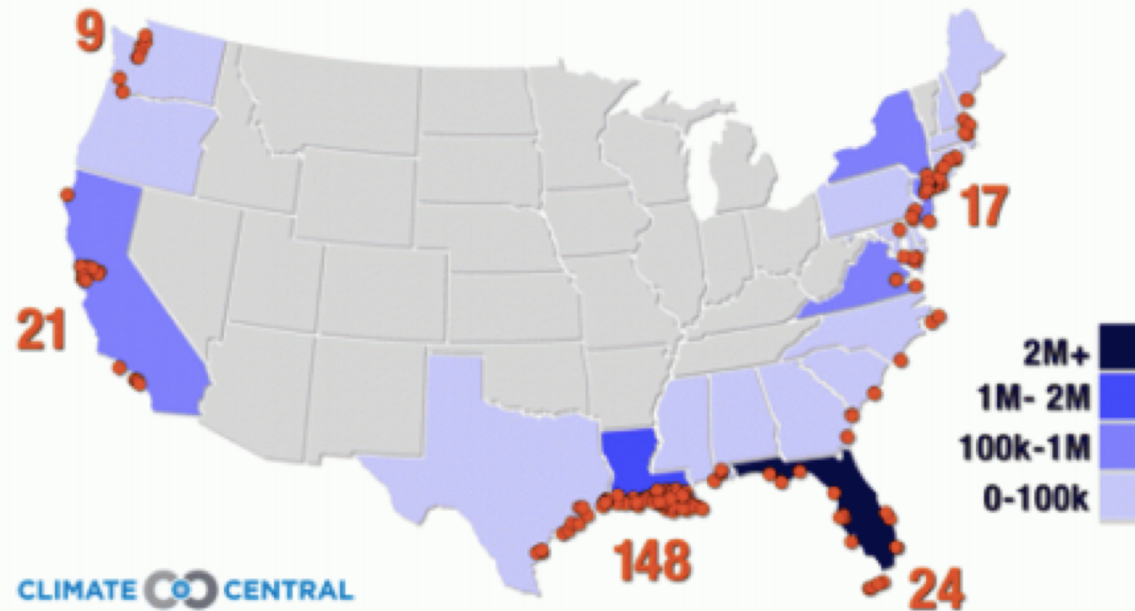 9
17
21
2M+
1M- 2M
100k-1M
0-100k
148
24
CLIMATE CENTRAL